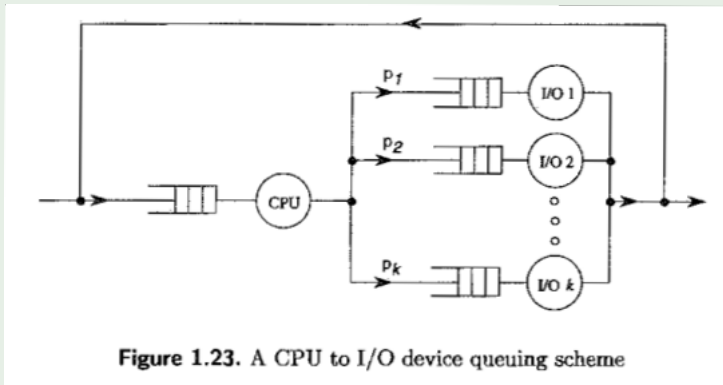 p1
I/O 1
p2
I/O 2
CPU
pk
I/O k
Figure 1.23. A CPU to I/O device queuing scheme